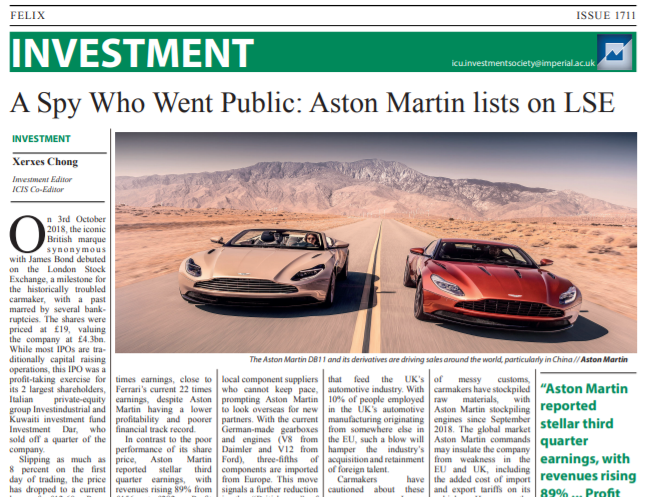 FELIX
ISSUE 1711
INVESTMENT
icu.investmentsociety@imperial.ac.uk
A Spy Who Went Public: Aston Martin lists on LSE
INVESTMENT
Xerxes Chong
Investment Editor
ICIS Co-Editor
On 3rd October
2018, the iconic
British marque
synonymous
with James Bond debuted
on the London Stock
Exchange, a milestone for
the historically troubled
carmaker, with a past
marred by several bank-
ruptcies. The shares were
priced at £19, valuing
the company at £4.3bn.
While most IPOs are tra-
ditionally capital raising
operations, this IPO was a
profit-taking exercise for
its 2 largest shareholders,
Italian private-equity
group Investindustrial and
Kuwaiti investment fund
Investment Dar, who
sold off a quarter of the
company.
Slipping as much as
8 percent on the first
day of trading, the price
has dropped to a current
The Aston Martin DB11 and its derivatives are driving sales around the world, particularly in China // Aston Martin
times earnings, close to
Ferrari's current 22 times
earnings, despite Aston
Martin having a lower
profitability and poorer
financial track record.
In contrast to the poor
performance of its share
price, Aston Martin
reported stellar third
quarter earnings, with
revenues rising 89% from
local component suppliers
who cannot keep pace,
prompting Aston Martin
to look overseas for new
partners. With the current
German-made gearboxes
and engines (V8 from
Daimler and V12 from
Ford), three-fifths of
components are imported
from Europe. This move
signals a further reduction
that feed the UK's
automotive industry. With
10% of people employed
in the UK's automotive
manufacturing originating
from somewhere else in
the EU, such a blow will
hamper the industry's
acquisition and retainment
of foreign talent.
Carmakers have
cautioned about these
of messy customs,
carmakers have stockpiled
raw materials, with
Aston Martin stockpiling
engines since September
2018. The global market
Aston Martin commands
may insulate the company
from weakness in the
EU and UK, including
the added cost of import
and export tariffs on its
"Aston Martin
reported
stellar third
quarter
earnings, with
revenues rising
89% ... Profit